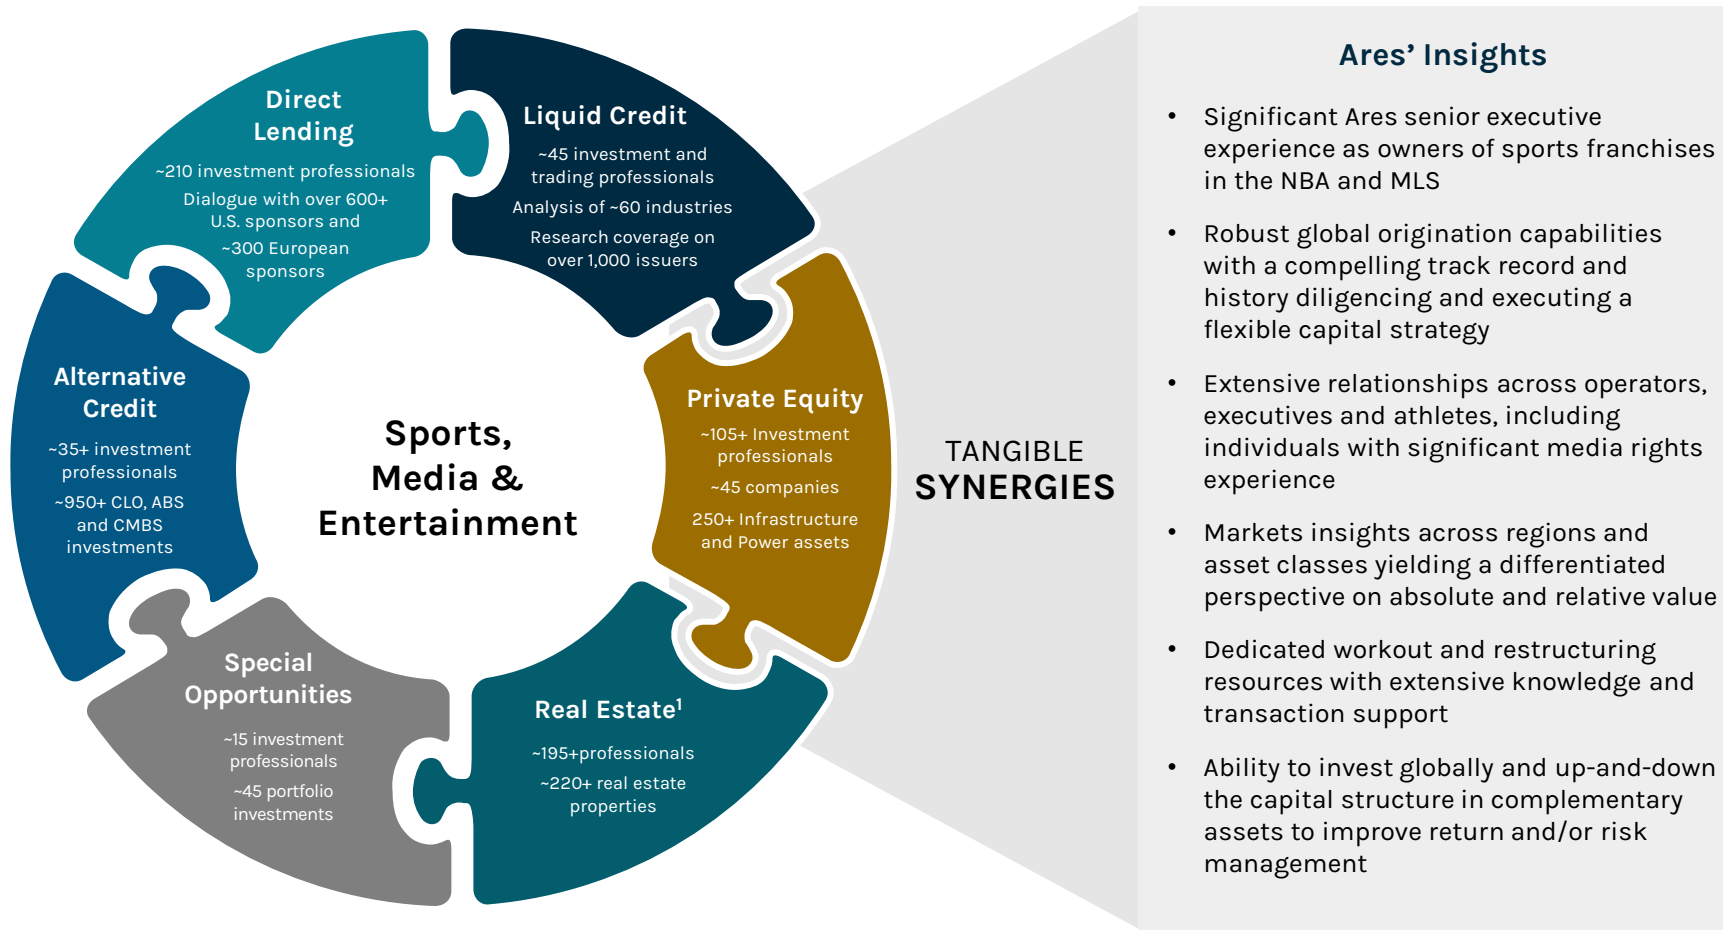 Direct
Lending
~210 investment professionals
Dialogue with over 600+
U.S. sponsors and
~300 European
sponsors
Liquid Credit
~45 investment and
trading professionals
Analysis of ~60 industries
Research coverage on
over 1,000 issuers
Alternative
Credit
~35+ investment
professionals
~950+ CLO, ABS
and CMBS
investments
Sports,
Media &
Entertainment
Private Equity
~105+ Investment
professionals
~45 companies
250+ Infrastructure
and Power assets
Special
Opportunities
~15 investment
professionals
~45 portfolio
investments
Real Estate¹
~195+professionals
~220+ real estate
properties
TANGIBLE
SYNERGIES
Ares’ Insights
• Significant Ares senior executive
experience as owners of sports franchises
in the NBA and MLS
• Robust global origination capabilities
with a compelling track record and
history diligencing and executing a
flexible capital strategy
• Extensive relationships across operators,
executives and athletes, including
individuals with significant media rights
experience
• Markets insights across regions and
asset classes yielding a differentiated
perspective on absolute and relative value
• Dedicated workout and restructuring
resources with extensive knowledge and
transaction support
• Ability to invest globally and up-and-down
the capital structure in complementary
assets to improve return and/or risk
management